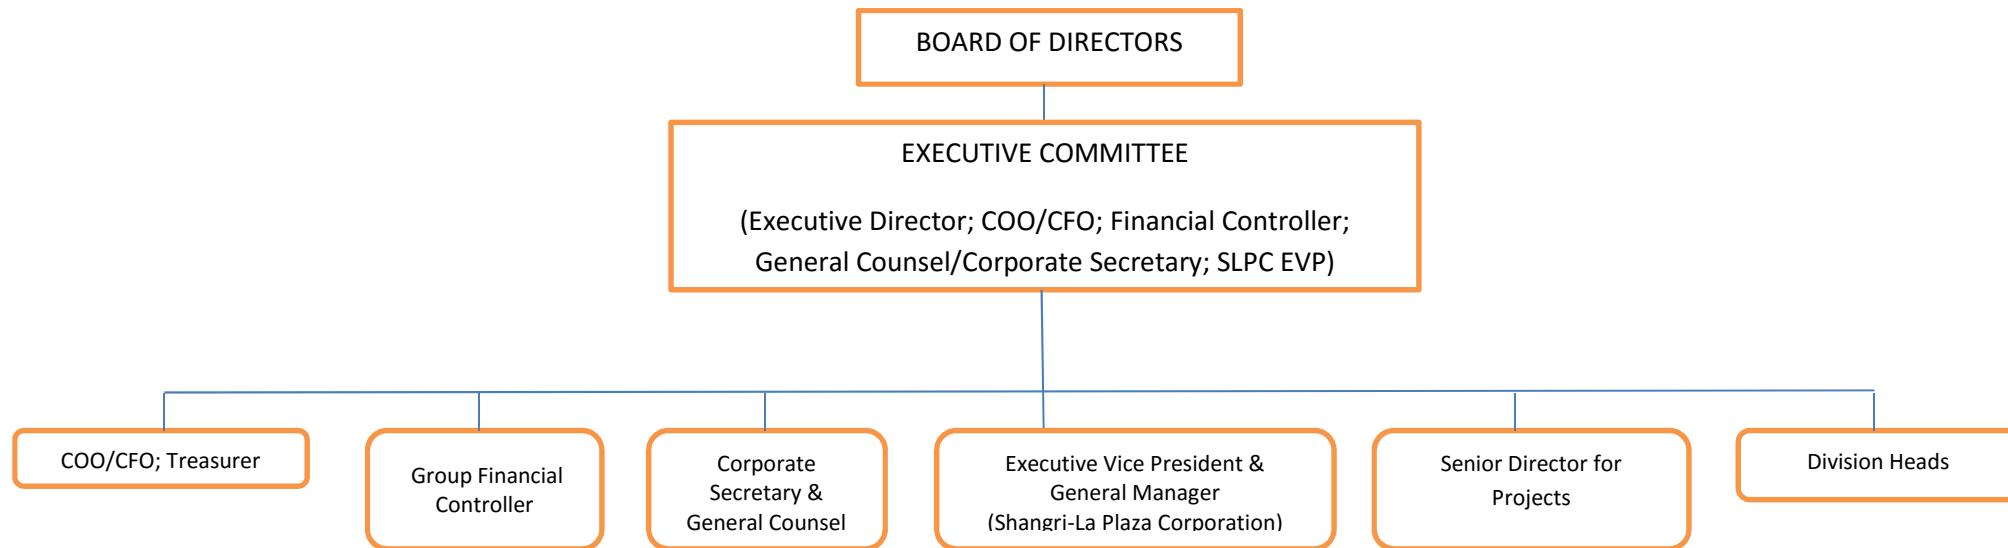 BOARD OF DIRECTORS
EXECUTIVE COMMITTEE
(Executive Director; COO/CFO; Financial Controller;
General Counsel/Corporate Secretary; SLPC EVP)
COO/CFO; Treasurer
Group Financial
Controller
Corporate
Secretary &
General Counsel
Executive Vice President &
General Manager
(Shangri-La Plaza Corporation)
Senior Director for
Projects
Division Heads